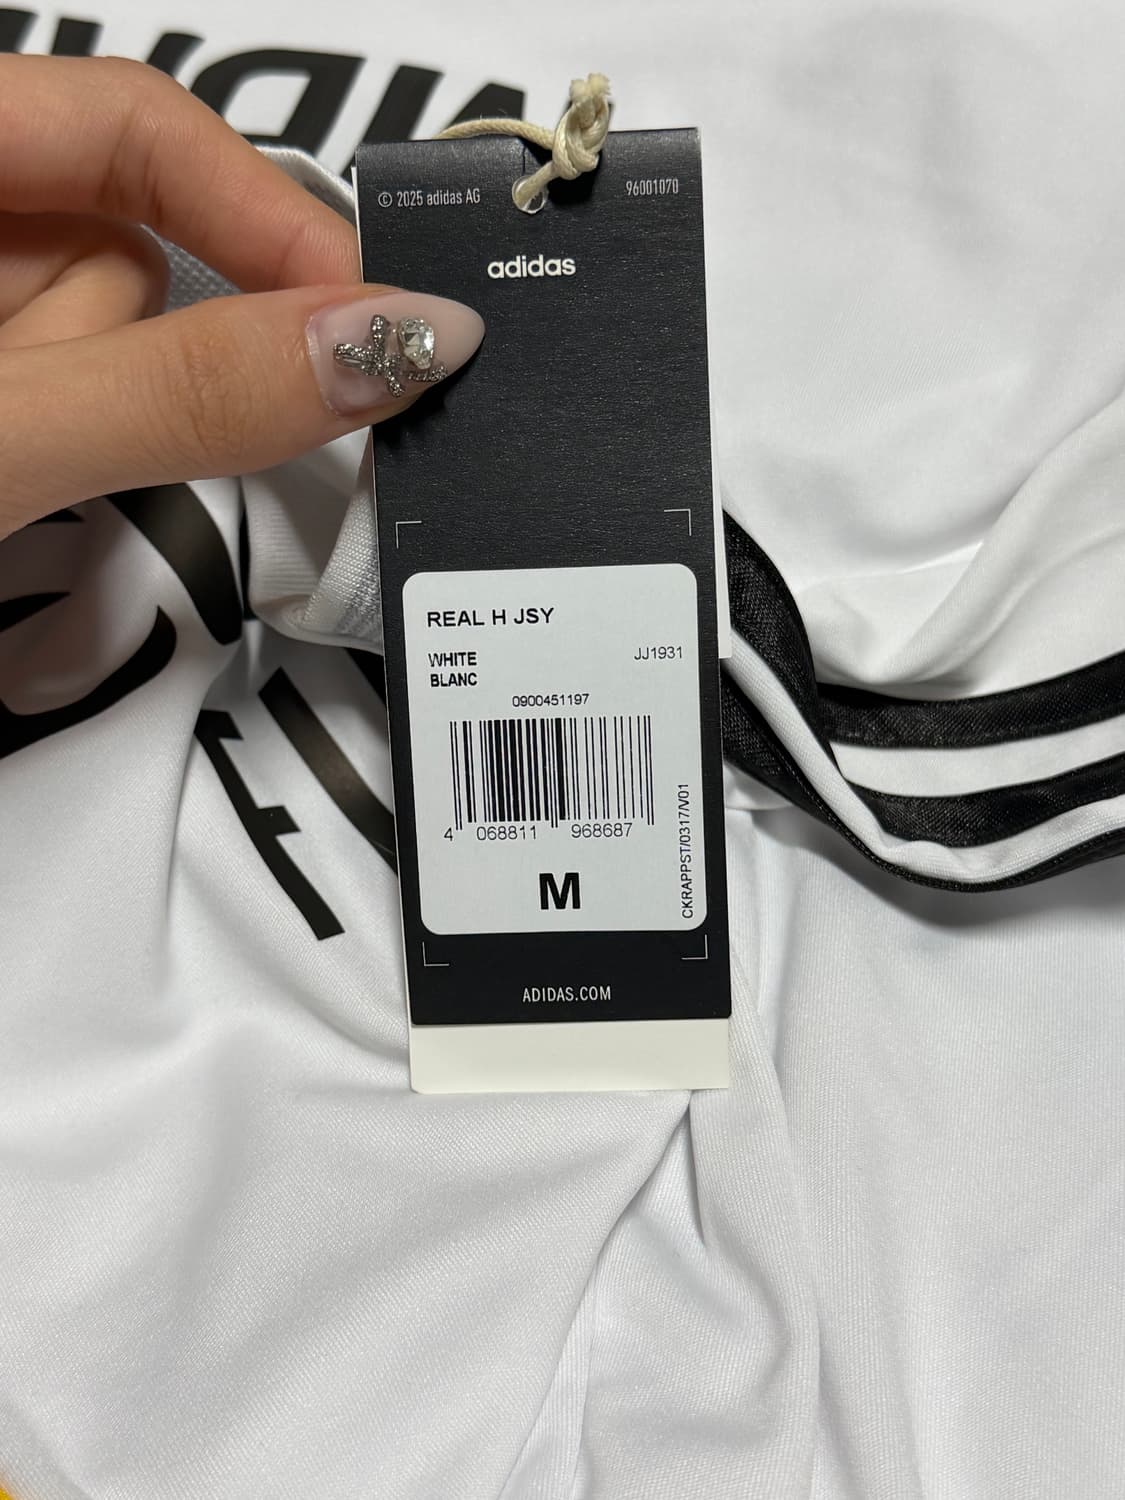 © 2025 adidas AG
96001070
adidas
REAL H JSY
WHITE
BLANC
JJ1931
0900451197
4 068811 968687
M
CKRAPPST/0317/V01
ADIDAS.COM